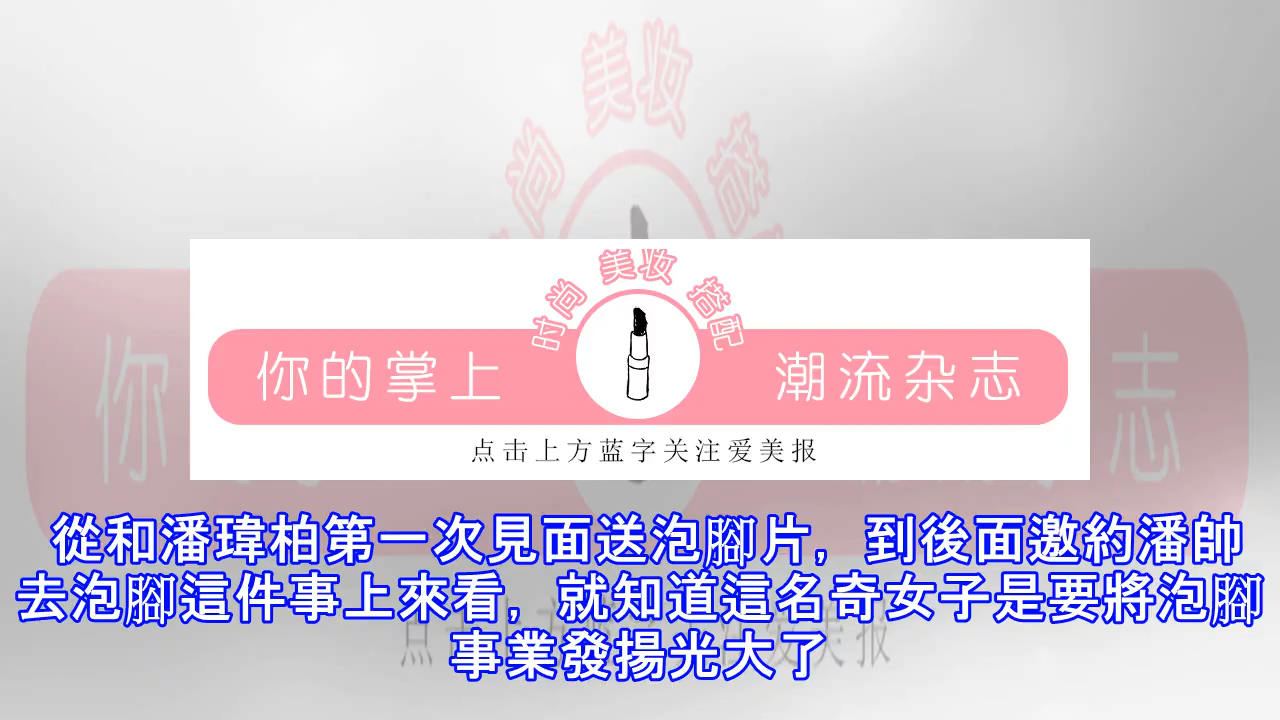 时尚 美妆 搭配
你的掌上 潮流杂志
点击上方蓝字关注爱美报
從和潘瑋柏第一次見面送泡腳片，到後面邀約潘帥
去泡腳這件事上來看，就知道這名奇女子是要將泡腳
事業發揚光大了